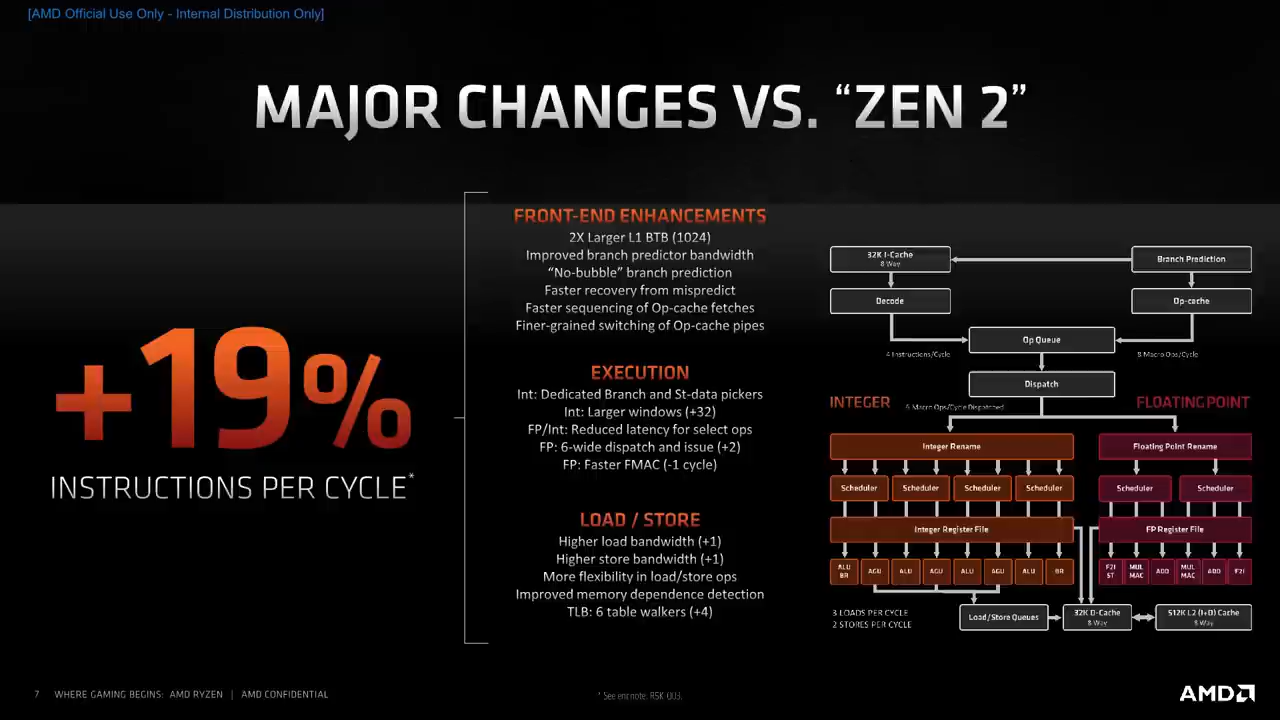 [AMD Official Use Only - Internal Distribution Only]
MAJOR CHANGES VS. “ZEN 2”
+19%
INSTRUCTIONS PER CYCLE*
FRONT-END ENHANCEMENTS
2X Larger L1 BTB (1024)
Improved branch predictor bandwidth
“No-bubble” branch prediction
Faster recovery from mispredict
Faster sequencing of Op-cache fetches
Finer-grained switching of Op-cache pipes
EXECUTION
Int: Dedicated Branch and St-data pickers
Int: Larger windows (+32)
FP/Int: Reduced latency for select ops
FP: 6-wide dispatch and issue (+2)
FP: Faster FMAC (-1 cycle)
LOAD / STORE
Higher load bandwidth (+1)
Higher store bandwidth (+1)
More flexibility in load/store ops
Improved memory dependence detection
TLB: 6 table walkers (+4)
32K I-Cache
8 Way
Branch Prediction
Decode
Op-cache
Op Queue
4 Instructions/Cycle
8 Macro Ops/Cycle
Dispatch
INTEGER
6 Macro Ops/Cycle Dispatched
FLOATING POINT
Integer Rename
Floating Point Rename
Scheduler
Scheduler
Scheduler
Scheduler
Scheduler
Scheduler
Integer Register File
FP Register File
ALU
BR
AGU
ALU
AGU
ALU
AGU
ALU
BR
F2I
ST
MUL
MAC
ADD
MUL
MAC
ADD
F2I
3 LOADS PER CYCLE
2 STORES PER CYCLE
Load/Store Queues
32K D-Cache
8 Way
512K L2 (I+D) Cache
8 Way
7 WHERE GAMING BEGINS: AMD RYZEN | AMD CONFIDENTIAL
* See endnote: R5K-003.
AMD